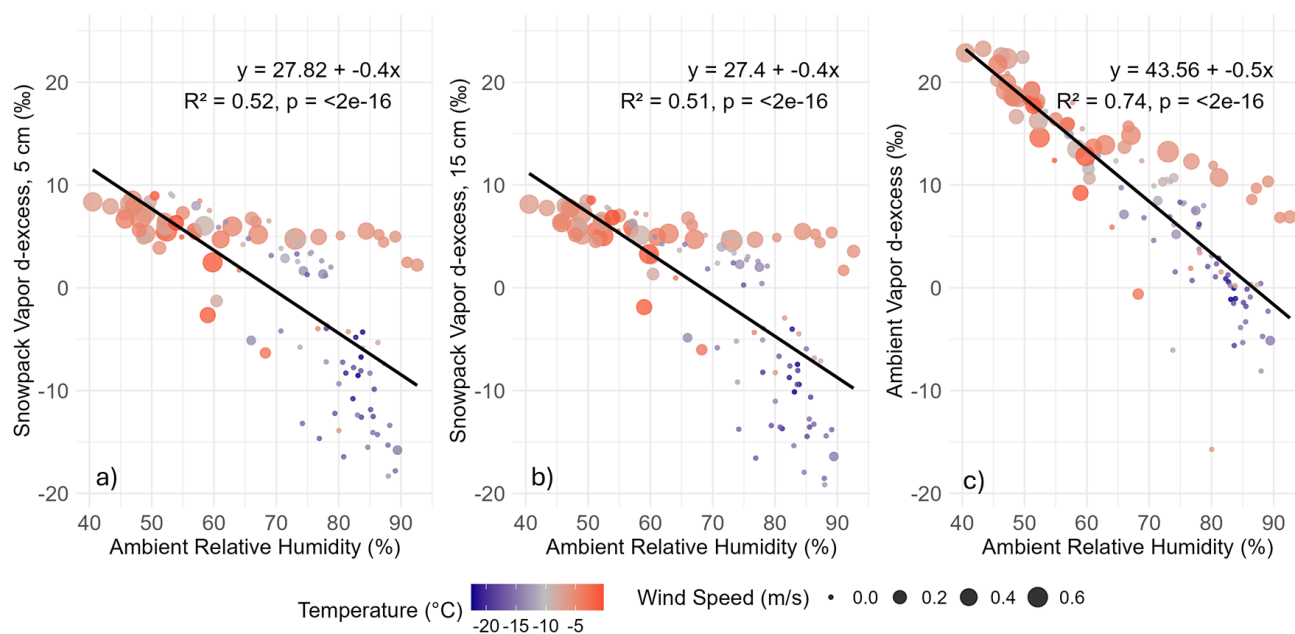 y = 27.82 + -0.4x
R² = 0.52, p = <2e-16
Snowpack Vapor d-excess, 5 cm (‰)
20
10
0
-10
-20
a)
40 50 60 70 80 90
Ambient Relative Humidity (%)
y = 27.4 + -0.4x
R² = 0.51, p = <2e-16
Snowpack Vapor d-excess, 15 cm (‰)
20
10
0
-10
-20
b)
40 50 60 70 80 90
Ambient Relative Humidity (%)
y = 43.56 + -0.5x
R² = 0.74, p = <2e-16
Ambient Vapor d-excess (‰)
20
10
0
-10
-20
c)
40 50 60 70 80 90
Ambient Relative Humidity (%)
Temperature (°C)
-20 -15 -10 -5
Wind Speed (m/s) 0.0 0.2 0.4 0.6